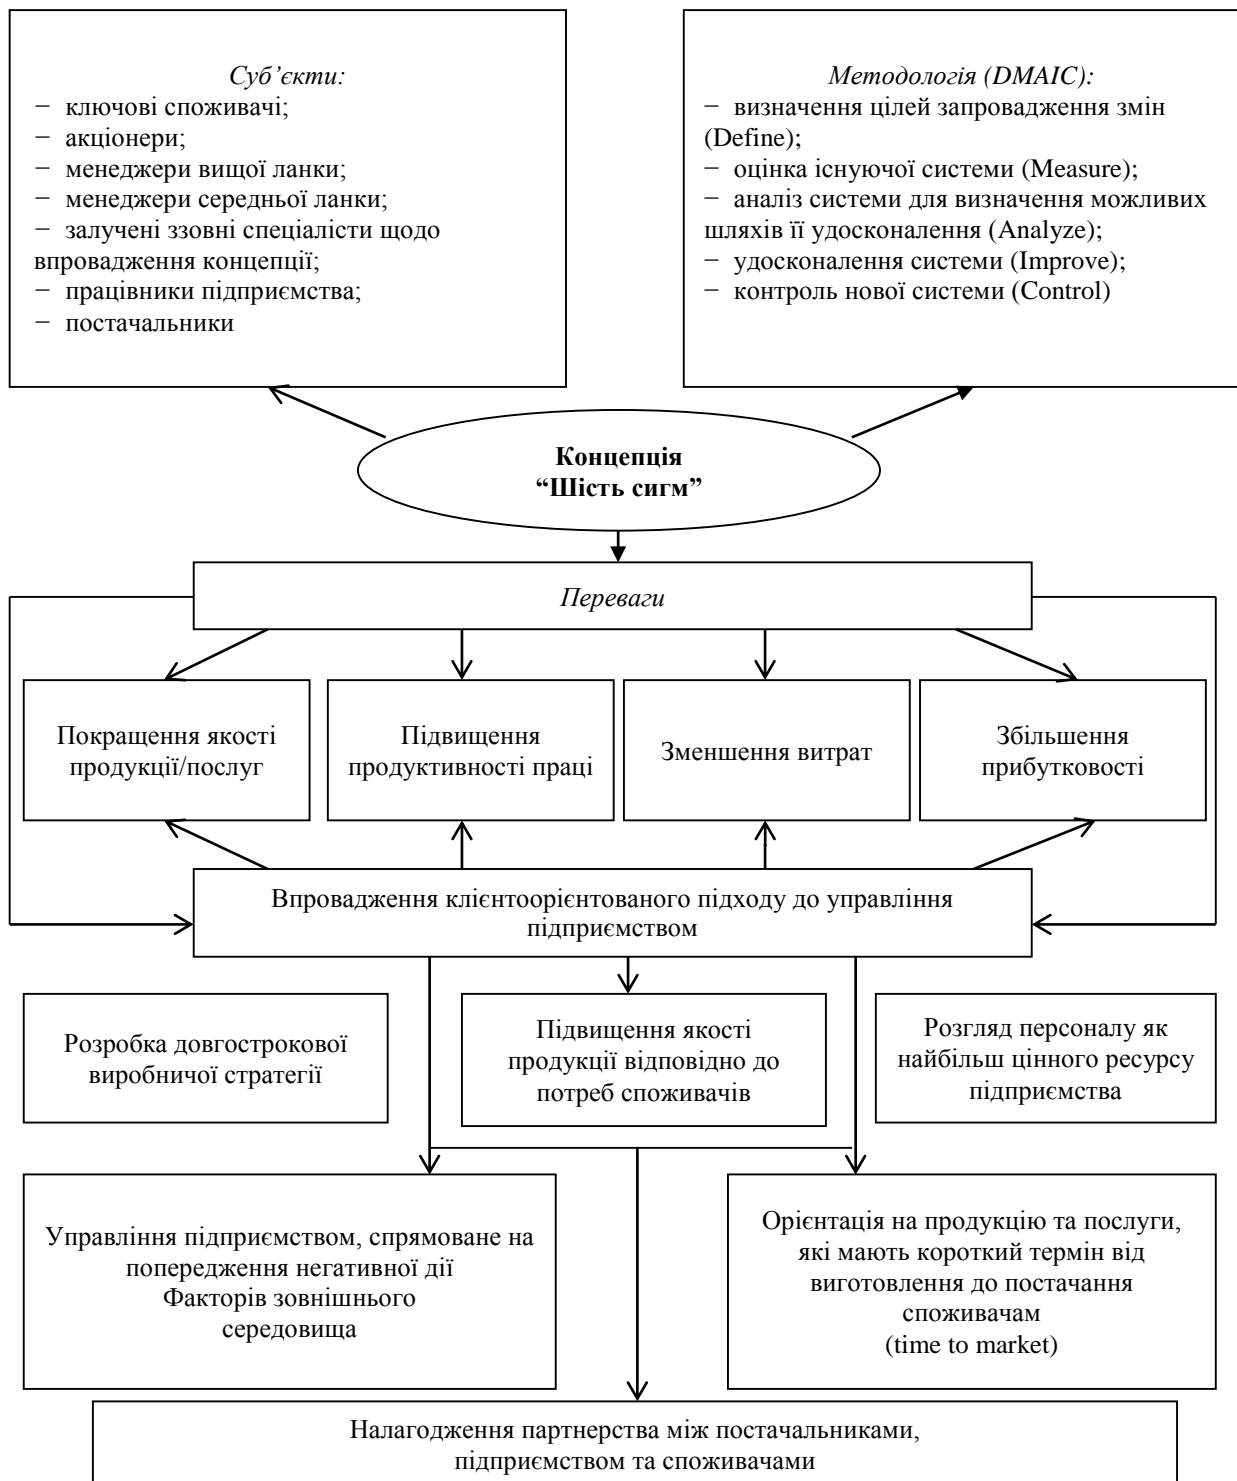 Суб’єкти:
− ключові споживачі;
− акціонери;
− менеджери вищої ланки;
− менеджери середньої ланки;
− залучені ззовні спеціалісти щодо
впровадження концепції;
− працівники підприємства;
− постачальники
Методологія (DMAIC):
− визначення цілей запровадження змін
(Define);
− оцінка існуючої системи (Measure);
− аналіз системи для визначення можливих
шляхів її удосконалення (Analyze);
− удосконалення системи (Improve);
− контроль нової системи (Control)
Концепція
“Шість сигм”
Переваги
Покращення якості
продукції/послуг
Підвищення
продуктивності праці
Зменшення витрат
Збільшення
прибутковості
Впровадження клієнтоорієнтованого підходу до управління
підприємством
Розробка довгострокової
виробничої стратегії
Підвищення якості
продукції відповідно до
потреб споживачів
Розгляд персоналу як
найбільш цінного ресурсу
підприємства
Управління підприємством, спрямоване на
попередження негативної дії
Факторів зовнішнього
середовища
Орієнтація на продукцію та послуги,
які мають короткий термін від
виготовлення до постачання
споживачам
(time to market)
Налагодження партнерства між постачальниками,
підприємством та споживачами